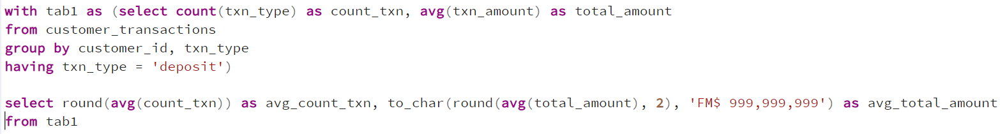 with tab1 as (select count(txn_type) as count_txn, avg(txn_amount) as total_amount
from customer_transactions
group by customer_id, txn_type
having txn_type = 'deposit')
select round(avg(count_txn)) as avg_count_txn, to_char(round(avg(total_amount), 2), 'FM$ 999,999,999') as avg_total_amount
from tab1